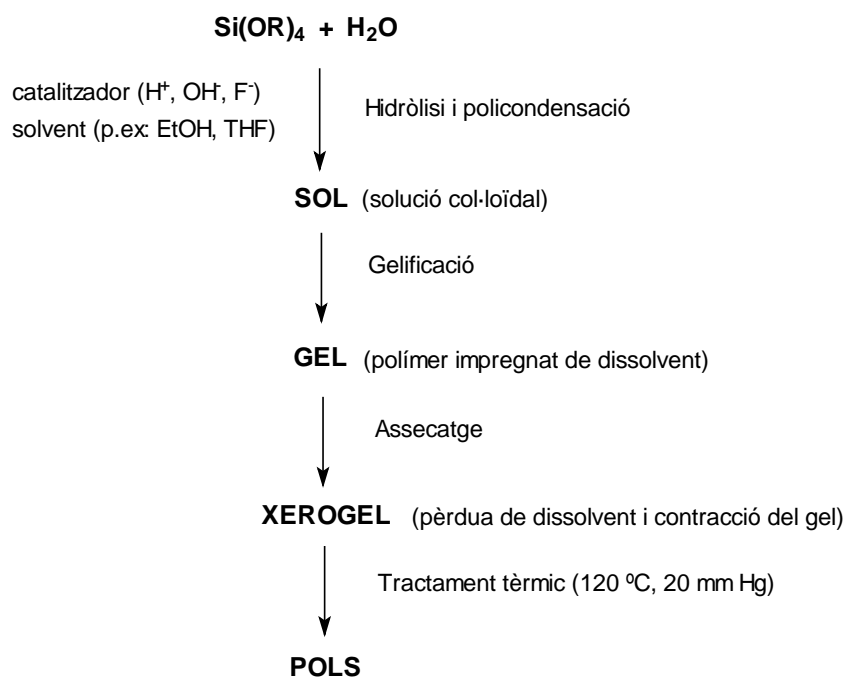 Si(OR)4 + H2O
catalitzador (H+, OH-, F-)
solvent (p.ex: EtOH, THF)
Hidròlisi i policondensació
SOL (solució col·loïdal)
Gelificació
GEL (polímer impregnat de dissolvent)
Assecatge
XEROGEL (pèrdua de dissolvent i contracció del gel)
Tractament tèrmic (120 ºC, 20 mm Hg)
POLS